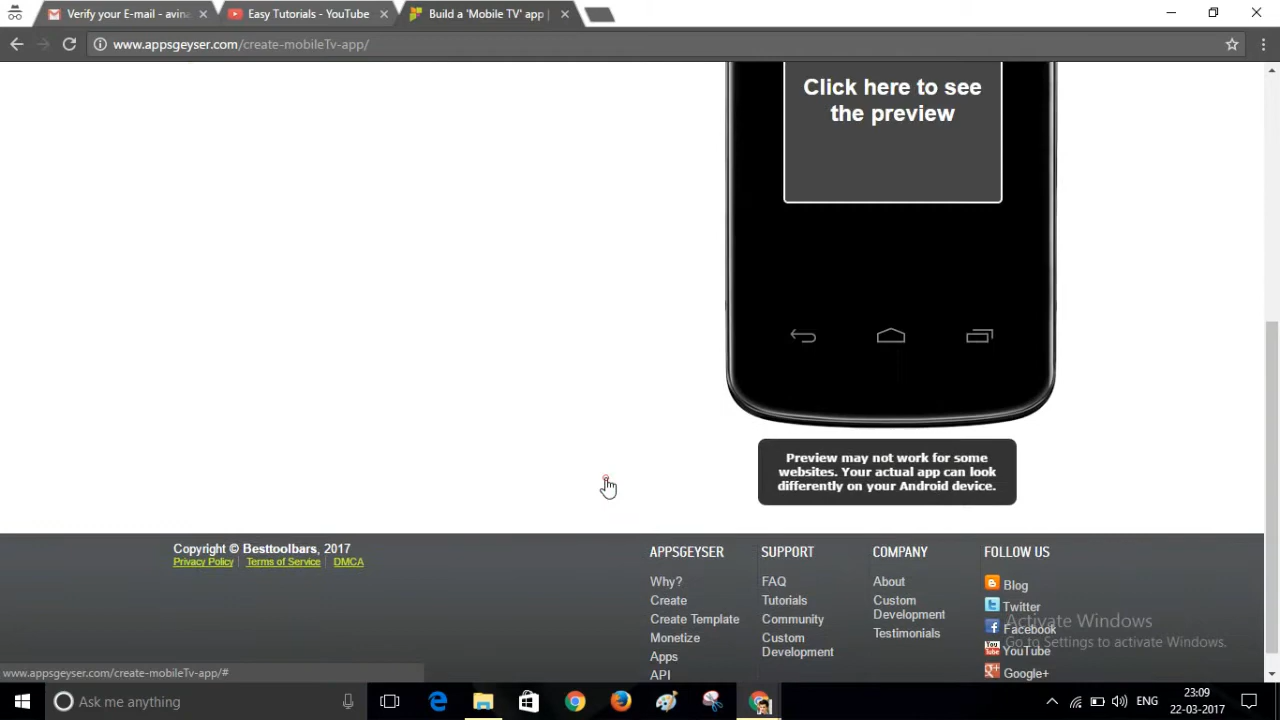 Verify your E-mail - avina
Easy Tutorials - YouTube
Build a 'Mobile TV' app
www.appsgeyser.com/create-mobileTv-app/
Click here to see
the preview
Preview may not work for some
websites. Your actual app can look
differently on your Android device.
Copyright © Besttoolbars, 2017
Privacy Policy
Terms of Service
DMCA
APPSGEYSER
Why?
Create
Create Template
Monetize
Apps
API
SUPPORT
FAQ
Tutorials
Community
Custom
Development
COMPANY
About
Custom
Development
Testimonials
FOLLOW US
Blog
Twitter
Facebook
YouTube
Google+
Activate Windows
Go to Settings to activate Windows.
www.appsgeyser.com/create-mobileTv-app/#
Ask me anything
ENG
23:09
22-03-2017